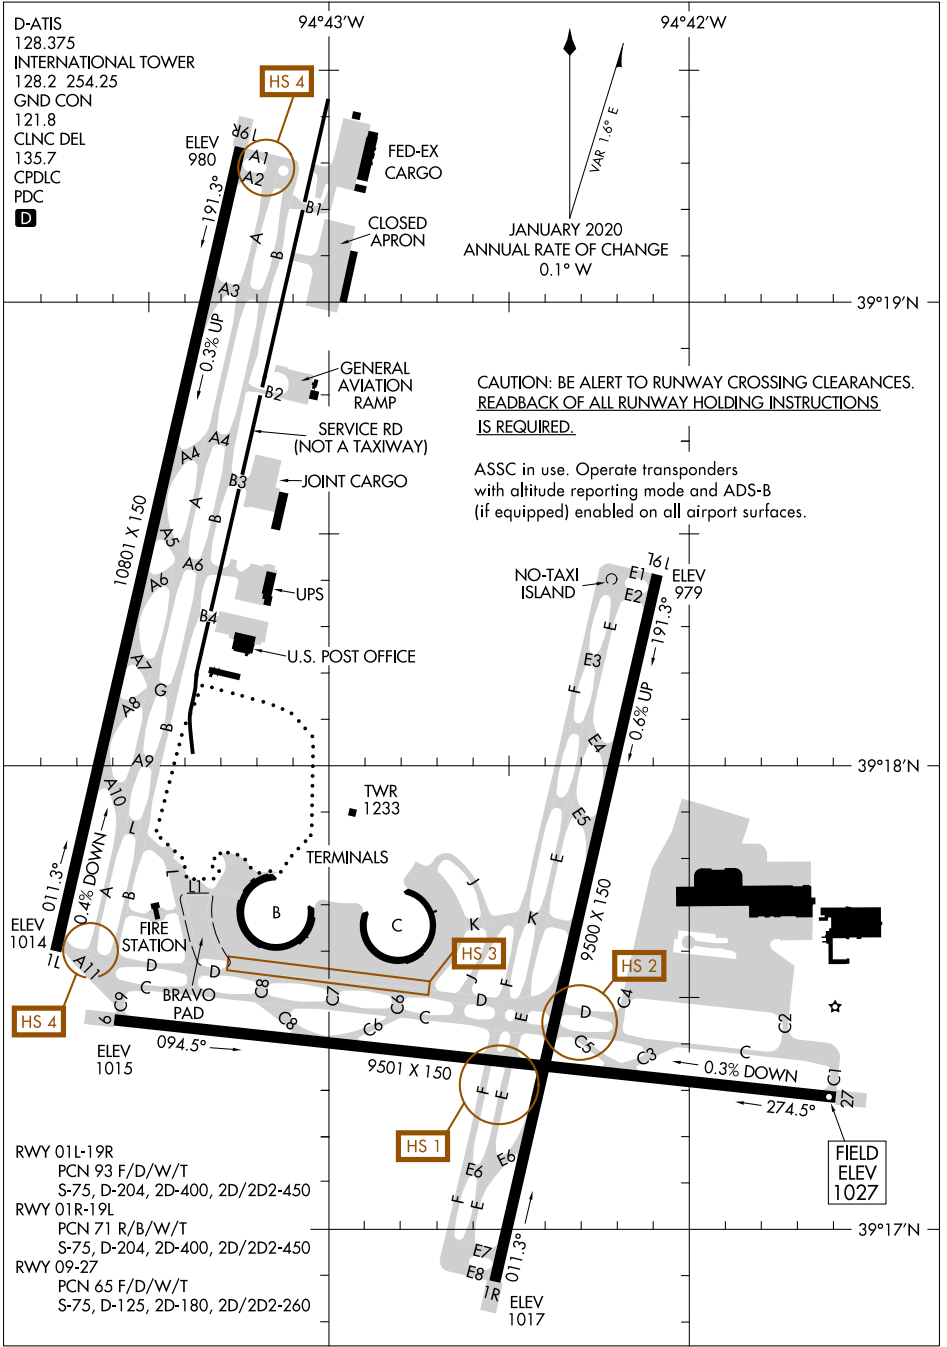 94°43'W
94°42'W
D-ATIS
128.375
INTERNATIONAL TOWER
128.2 254.25
GND CON
121.8
CLNC DEL
135.7
CPDLC
PDC
D
HS 4
VAR 1.6° E
JANUARY 2020
ANNUAL RATE OF CHANGE
0.1° W
19R
ELEV
980
A1
A2
191.3°
FED-EX
CARGO
B1
CLOSED
APRON
A
B
A3
39°19'N
0.3% UP
GENERAL
AVIATION
RAMP
B2
CAUTION: BE ALERT TO RUNWAY CROSSING CLEARANCES.
READBACK OF ALL RUNWAY HOLDING INSTRUCTIONS
IS REQUIRED.
SERVICE RD
(NOT A TAXIWAY)
A4
A4
B3
JOINT CARGO
ASSC in use. Operate transponders
with altitude reporting mode and ADS-B
(if equipped) enabled on all airport surfaces.
A
B
10801 X 150
A5
A6
A6
UPS
B4
U.S. POST OFFICE
NO-TAXI
ISLAND
C
E1
E2
19L
ELEV
979
191.3°
E
E3
F
0.6% UP
E4
A7
G
A8
B
A9
39°18'N
A10
TWR
1233
E5
L
TERMINALS
E
011.3°
0.4% DOWN
A
B
L
L1
B
C
J
K
K
9500 X 150
ELEV
1014
1L
A11
FIRE
STATION
D
D
C
BRAVO
PAD
C8
C7
C6
HS 3
J
F
D
HS 2
C4
D
C5
E
HS 4
C9
9
C8
C6
C
C3
C
C2
C1
ELEV
1015
094.5°
9501 X 150
0.3% DOWN
274.5°
27
F
E
HS 1
FIELD
ELEV
1027
E6
E6
F
E
011.3°
39°17'N
E7
E8
1R
ELEV
1017
RWY 01L-19R
PCN 93 F/D/W/T
S-75, D-204, 2D-400, 2D/2D2-450
RWY 01R-19L
PCN 71 R/B/W/T
S-75, D-204, 2D-400, 2D/2D2-450
RWY 09-27
PCN 65 F/D/W/T
S-75, D-125, 2D-180, 2D/2D2-260